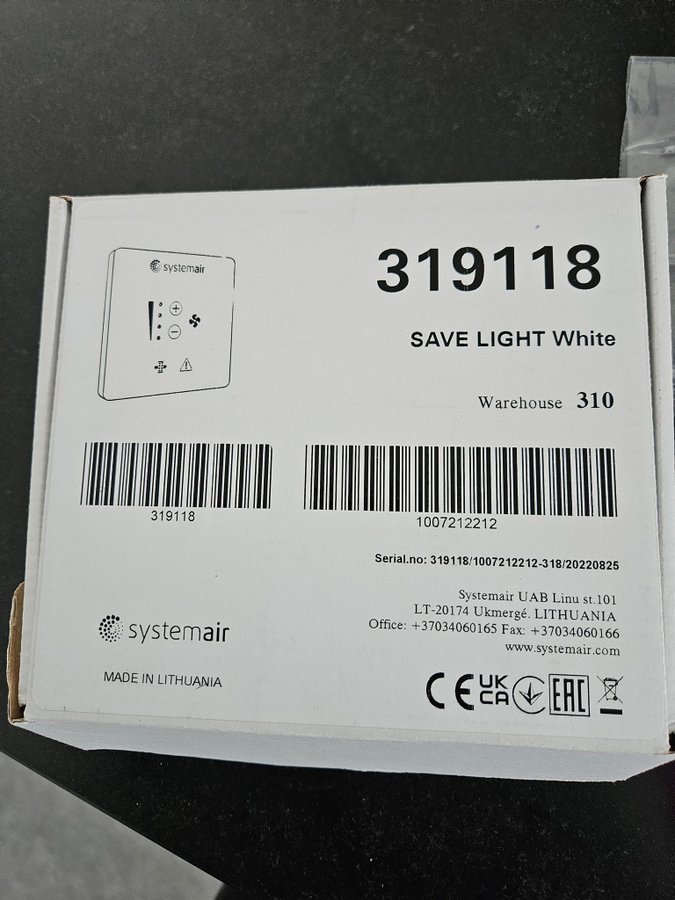 systemair
319118
SAVE LIGHT White
Warehouse 310
319118
1007212212
Serial.no: 319118/1007212212-318/20220825
Systemair UAB Linu st.101
LT-20174 Ukmergé. LITHUANIA
Office: +37034060165 Fax: +37034060166
www.systemair.com
systemair
MADE IN LITHUANIA
CE UK CA EAC